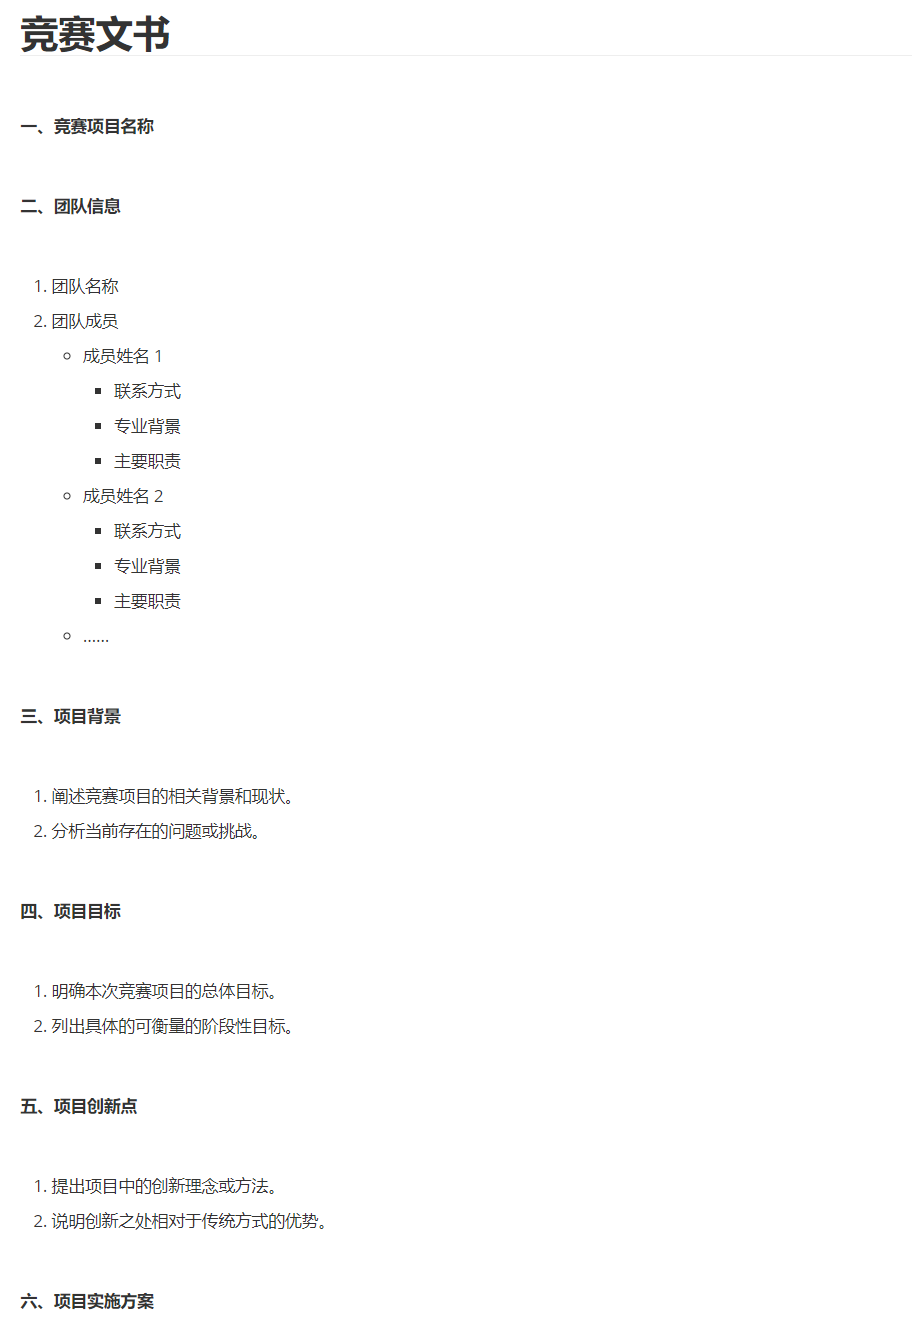 竞赛文书
一、竞赛项目名称
二、团队信息
1. 团队名称
2. 团队成员
成员姓名 1
联系方式
专业背景
主要职责
成员姓名 2
联系方式
专业背景
主要职责
......
三、项目背景
1. 阐述竞赛项目的相关背景和现状。
2. 分析当前存在的问题或挑战。
四、项目目标
1. 明确本次竞赛项目的总体目标。
2. 列出具体的可衡量的阶段性目标。
五、项目创新点
1. 提出项目中的创新理念或方法。
2. 说明创新之处相对于传统方式的优势。
六、项目实施方案